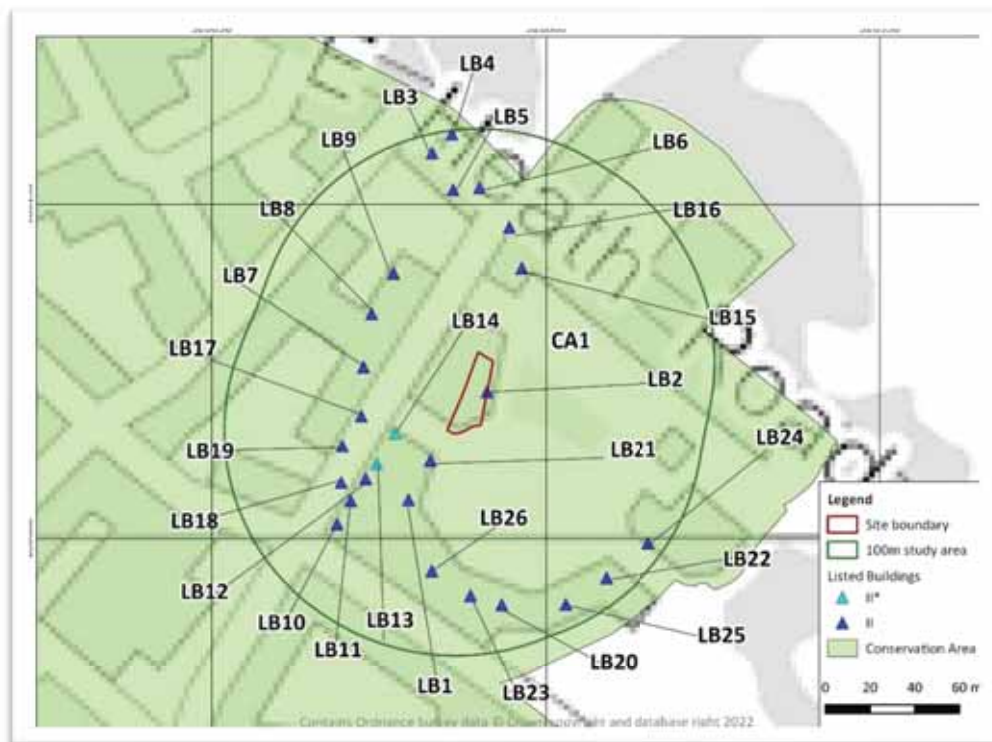 LB4
LB3
LB5
LB9
LB6
LB8
LB16
LB7
LB14
LB15
CA1
LB17
LB2
LB24
LB19
LB21
LB18
LB26
LB22
LB12
LB10
LB13
LB25
LB11
LB20
LB1
LB23
Legend
Site boundary
100m study area
Listed Buildings
II*
II
Conservation Area
0 20 40 60 m
Contains Ordnance Survey data © Crown copyright and database right 2022